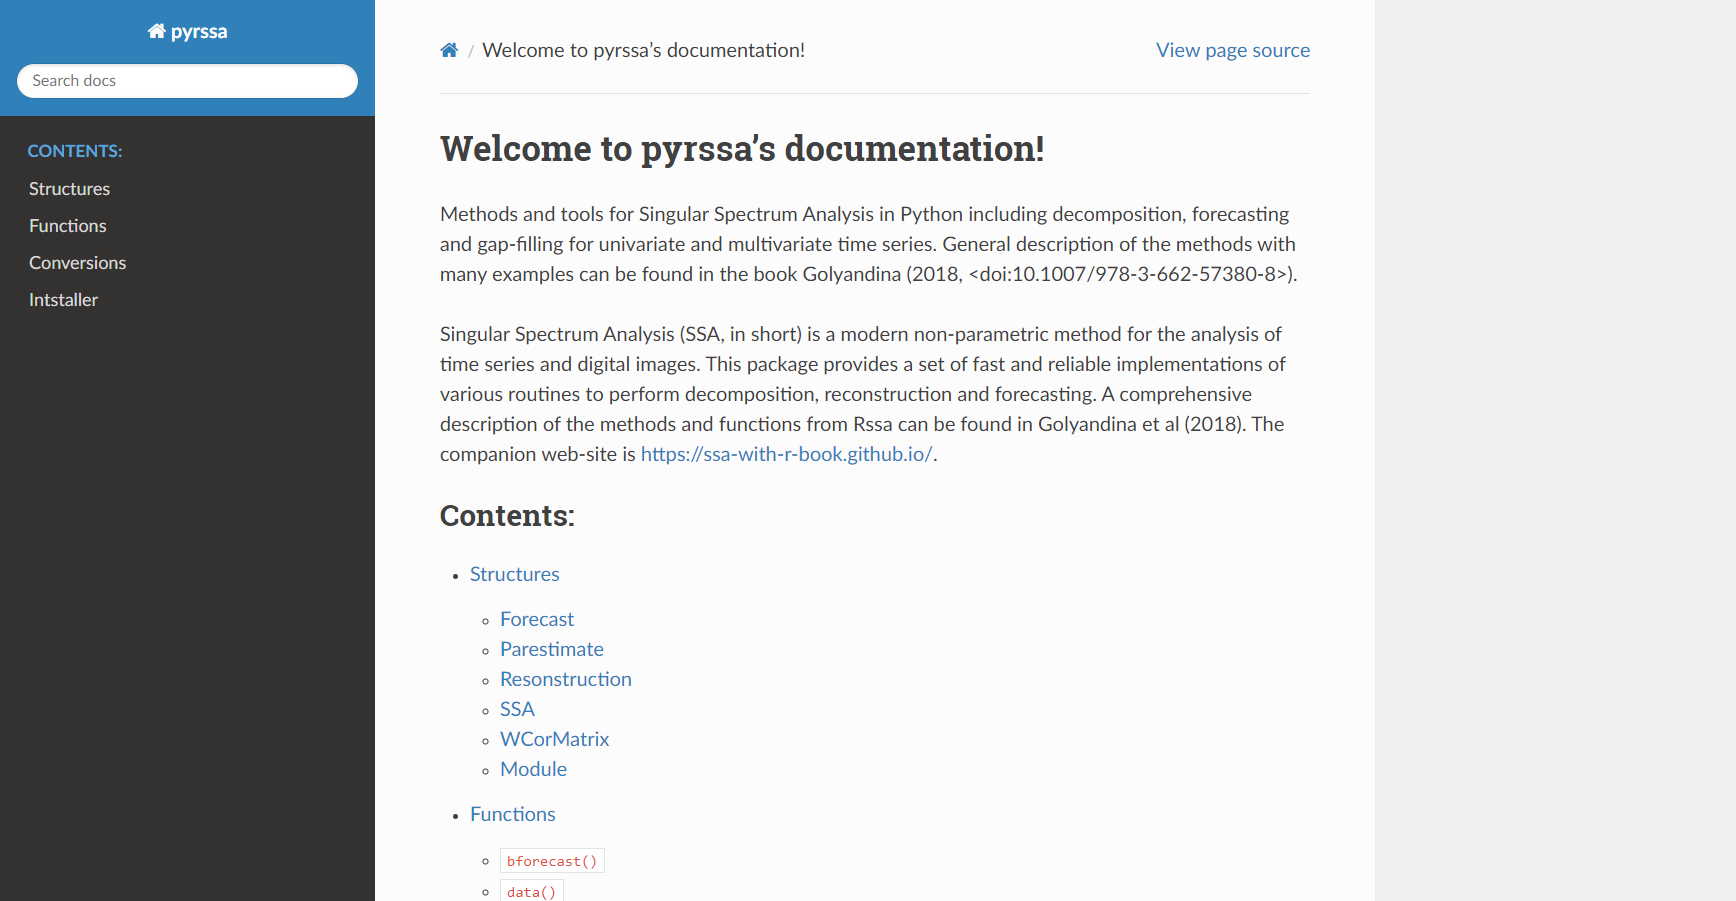 pyrssa
Search docs
CONTENTS:
Structures
Functions
Conversions
Intstaller
/ Welcome to pyrssa’s documentation!
View page source
Welcome to pyrssa’s documentation!
Methods and tools for Singular Spectrum Analysis in Python including decomposition, forecasting
and gap-filling for univariate and multivariate time series. General description of the methods with
many examples can be found in the book Golyandina (2018, <doi:10.1007/978-3-662-57380-8>).
Singular Spectrum Analysis (SSA, in short) is a modern non-parametric method for the analysis of
time series and digital images. This package provides a set of fast and reliable implementations of
various routines to perform decomposition, reconstruction and forecasting. A comprehensive
description of the methods and functions from Rssa can be found in Golyandina et al (2018). The
companion web-site is https://ssa-with-r-book.github.io/.
Contents:
Structures
Forecast
Parestimate
Resonstruction
SSA
WCorMatrix
Module
Functions
bforecast()
data()